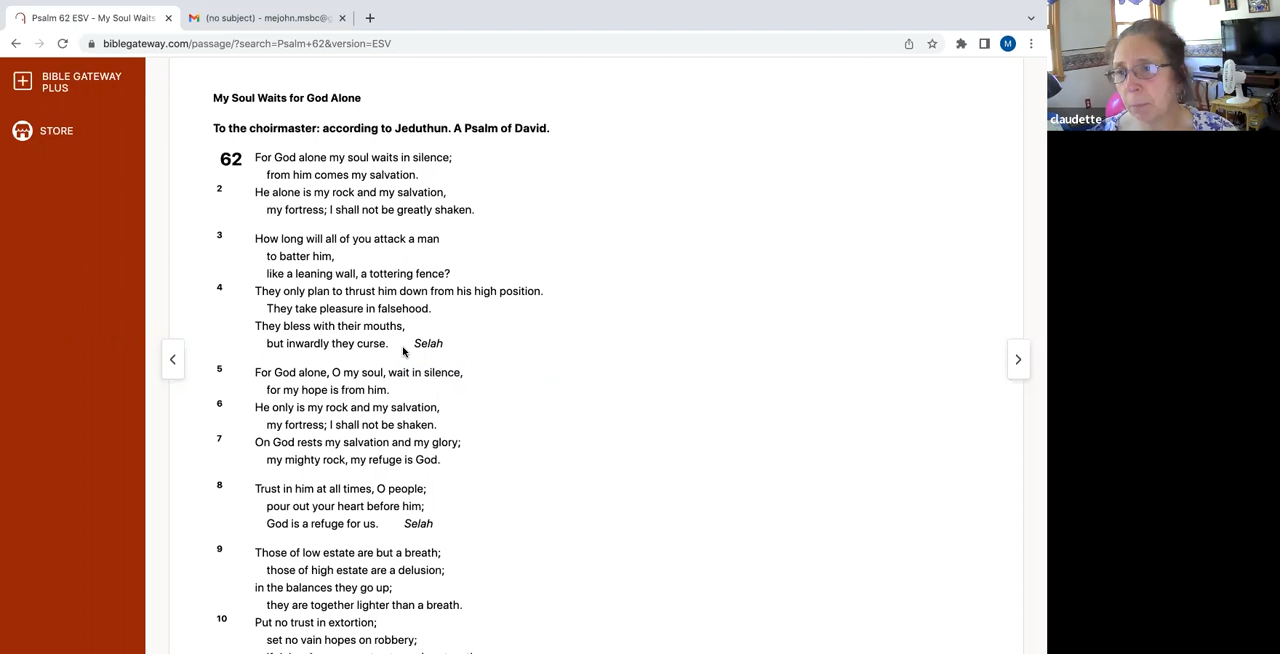 Psalm 62 ESV - My Soul Waits
(no subject) - mejohn.msbc@g
biblegateway.com/passage/?search=Psalm+62&version=ESV
M
BIBLE GATEWAY
PLUS
STORE
claudette
My Soul Waits for God Alone
To the choirmaster: according to Jeduthun. A Psalm of David.
62 For God alone my soul waits in silence;
from him comes my salvation.
2 He alone is my rock and my salvation,
my fortress; I shall not be greatly shaken.
3 How long will all of you attack a man
to batter him,
like a leaning wall, a tottering fence?
4 They only plan to thrust him down from his high position.
They take pleasure in falsehood.
They bless with their mouths,
but inwardly they curse. Selah
5 For God alone, O my soul, wait in silence,
for my hope is from him.
6 He only is my rock and my salvation,
my fortress; I shall not be shaken.
7 On God rests my salvation and my glory;
my mighty rock, my refuge is God.
8 Trust in him at all times, O people;
pour out your heart before him;
God is a refuge for us. Selah
9 Those of low estate are but a breath;
those of high estate are a delusion;
in the balances they go up;
they are together lighter than a breath.
10 Put no trust in extortion;
set no vain hopes on robbery;